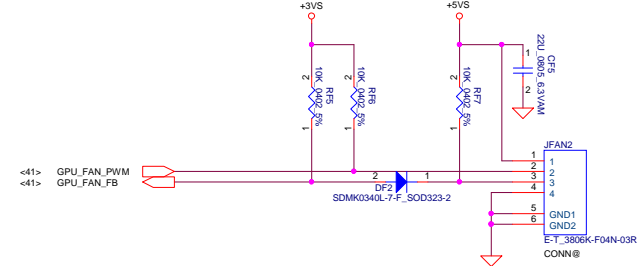 +3VS
+5VS
2
10K_0402_5%
RF5
1
2
10K_0402_5%
RF6
1
2
10K_0402_5%
RF7
1
1
CF5
22U_0805_6.3VAM
2
JFAN2
<41> GPU_FAN_PWM
<41> GPU_FAN_FB
2
1
DF2
SDMK0340L-7-F_SOD323-2
1 1
2 2
3 3
4 4
5 GND1
6 GND2
E-T_3806K-F04N-03R
CONN@